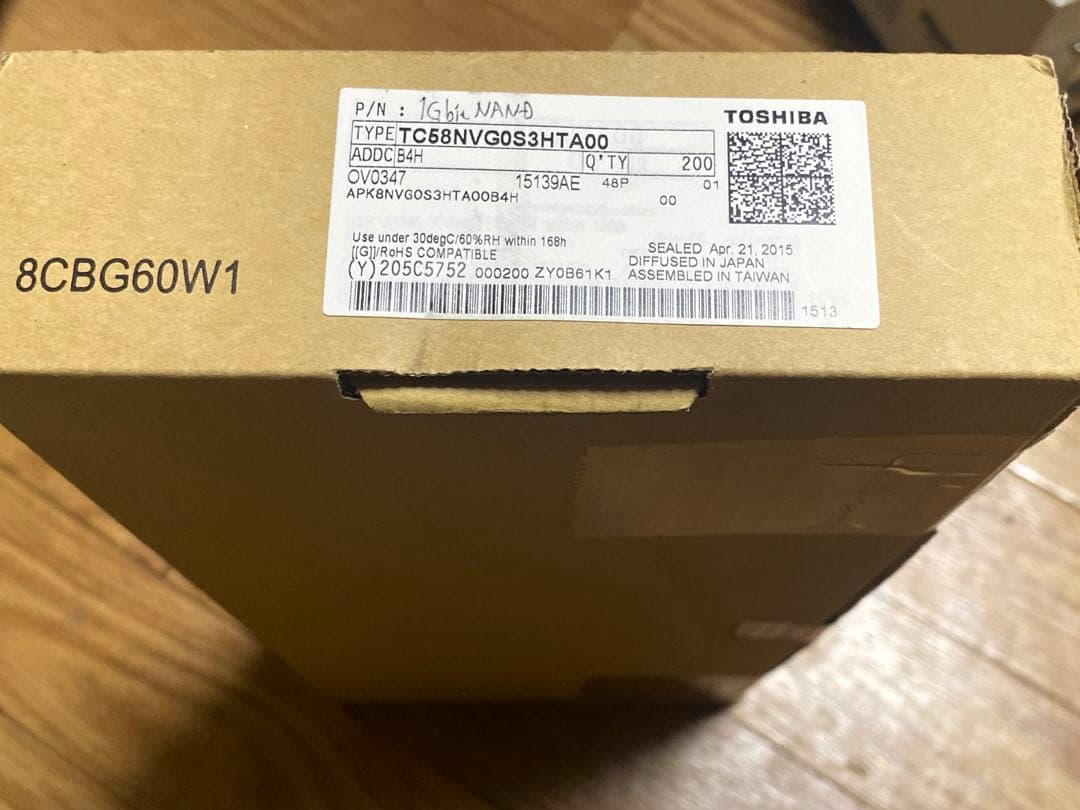 P/N : 1Gbit NAND
TOSHIBA
TYPE TC58NVG0S3HTA00
ADDC B4H Q'TY 200
OV0347 15139AE 48P 01
APK8NVG0S3HTA00B4H 00
Use under 30degC/60%RH within 168h
[[G]]/RoHS COMPATIBLE
SEALED Apr. 21, 2015
DIFFUSED IN JAPAN
(Y)205C5752 000200 ZY0B61K1 ASSEMBLED IN TAIWAN
1513
8CBG60W1